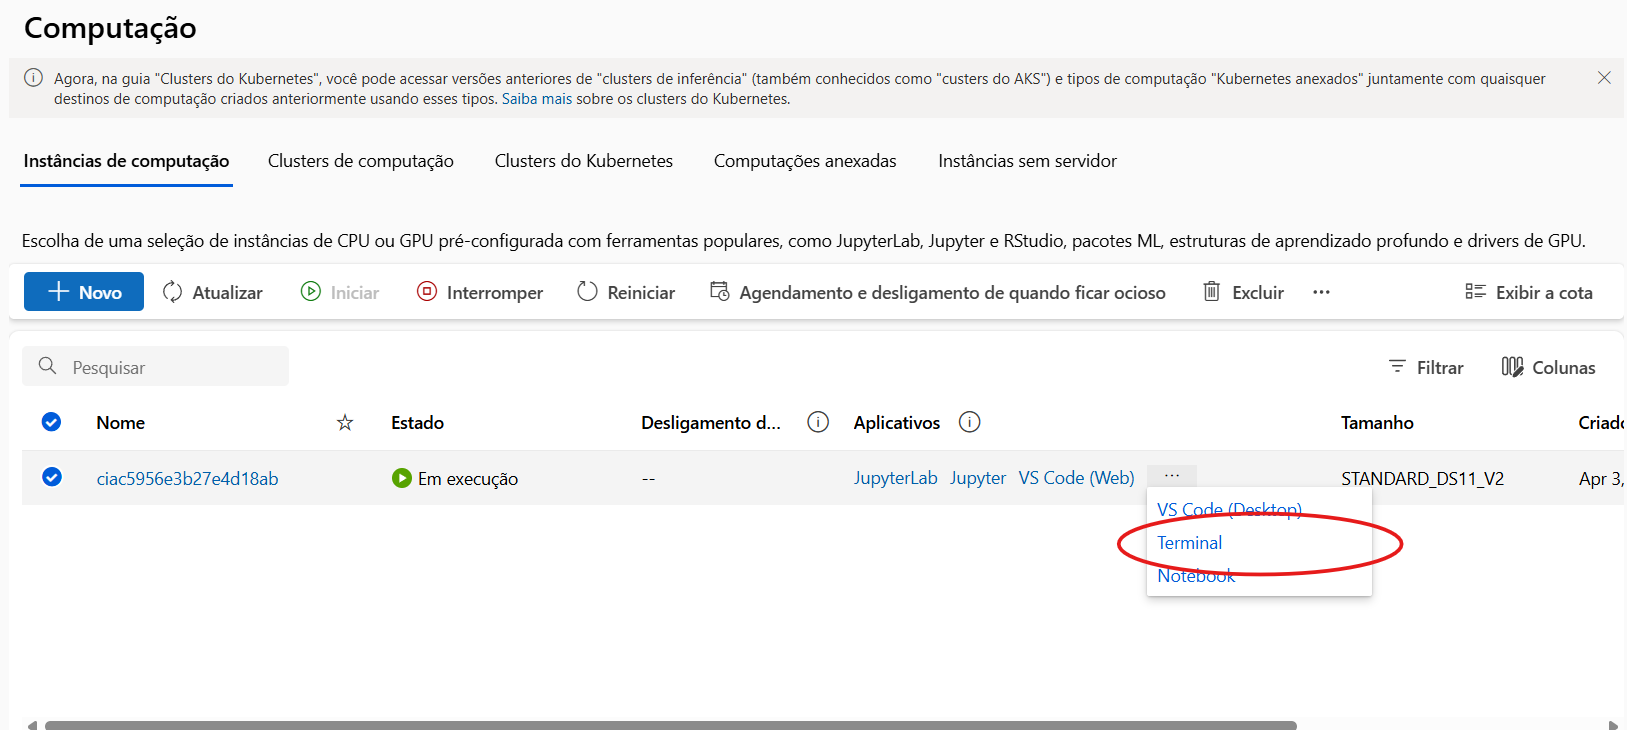 Computação
Agora, na guia "Clusters do Kubernetes", você pode acessar versões anteriores de "clusters de inferência" (também conhecidos como "custers do AKS") e tipos de computação "Kubernetes anexados" juntamente com quaisquer
destinos de computação criados anteriormente usando esses tipos. Saiba mais sobre os clusters do Kubernetes.
Instâncias de computação Clusters de computação Clusters do Kubernetes Computações anexadas Instâncias sem servidor
Escolha de uma seleção de instâncias de CPU ou GPU pré-configurada com ferramentas populares, como JupyterLab, Jupyter e RStudio, pacotes ML, estruturas de aprendizado profundo e drivers de GPU.
Novo Atualizar Iniciar Interromper Reiniciar Agendamento e desligamento de quando ficar ocioso Excluir ... Exibir a cota
Pesquisar Filtrar Colunas
Nome Estado Desligamento d... Aplicativos Tamanho Criado
ciac5956e3b27e4d18ab Em execução -- JupyterLab Jupyter VS Code (Web) ... STANDARD_DS11_V2 Apr 3,
VS Code (Desktop)
Terminal
Notebook